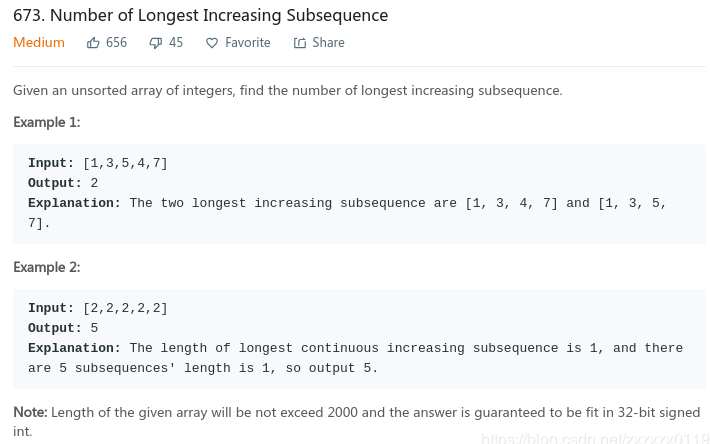 673. Number of Longest Increasing Subsequence
Medium 656 45 Favorite Share
Given an unsorted array of integers, find the number of longest increasing subsequence.
Example 1:
Input: [1,3,5,4,7]
Output: 2
Explanation: The two longest increasing subsequence are [1, 3, 4, 7] and [1, 3, 5,
7].
Example 2:
Input: [2,2,2,2,2]
Output: 5
Explanation: The length of longest continuous increasing subsequence is 1, and there
are 5 subsequences' length is 1, so output 5.
Note: Length of the given array will be not exceed 2000 and the answer is guaranteed to be fit in 32-bit signed
int.
https://blog.csdn.net/zxzxzx0119